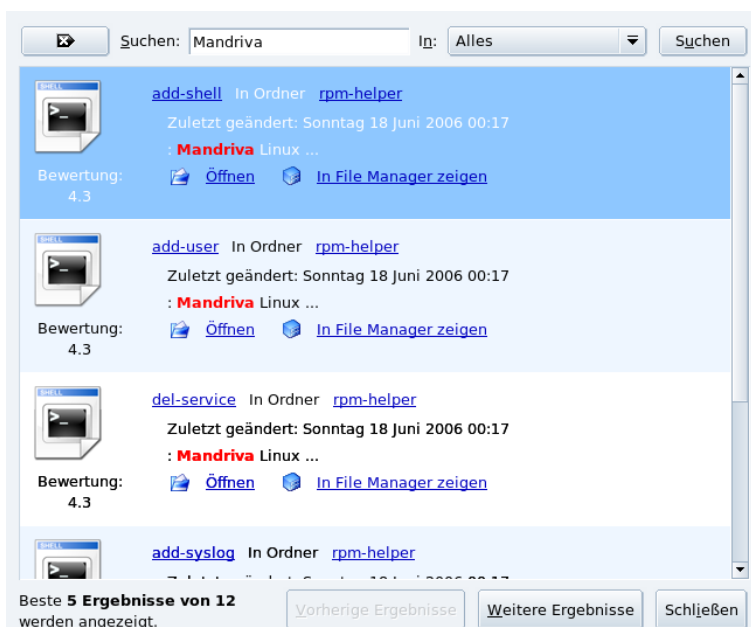 Suchen: Mandriva In: Alles Suchen
SHELL
add-shell In Ordner rpm-helper
Zuletzt geändert: Sonntag 18 Juni 2006 00:17
: Mandriva Linux ...
Bewertung: Öffnen In File Manager zeigen
4.3
SHELL
add-user In Ordner rpm-helper
Zuletzt geändert: Sonntag 18 Juni 2006 00:17
: Mandriva Linux ...
Bewertung: Öffnen In File Manager zeigen
4.3
SHELL
del-service In Ordner rpm-helper
Zuletzt geändert: Sonntag 18 Juni 2006 00:17
: Mandriva Linux ...
Bewertung: Öffnen In File Manager zeigen
4.3
SHELL
add-syslog In Ordner rpm-helper
Beste 5 Ergebnisse von 12
werden angezeigt.
Vorherige Ergebnisse Weitere Ergebnisse Schließen